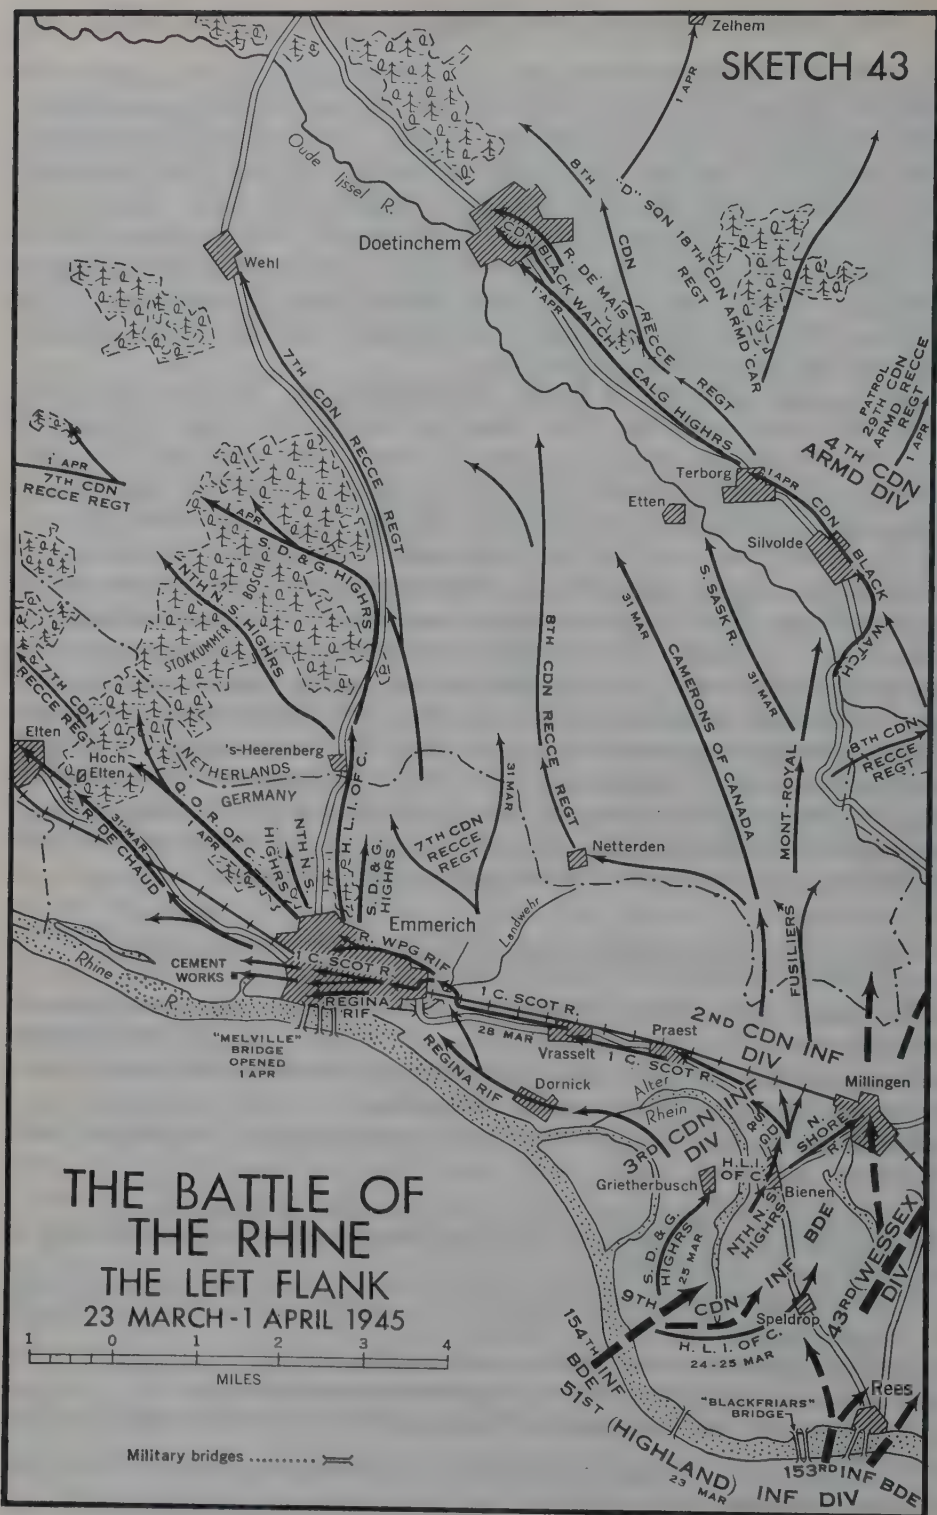 Zelhem
SKETCH 43
1 APR
Oude Ijssel R.
8TH CDN RECCE REGT
"D" SQN 18TH CDN ARMD CAR
REGT
Doetinchem
CDN BLACK WATCH
R. DE MAIS
1 APR
CALG HIGHRS
Wehl
7TH CDN RECCE REGT
PATROL
29TH CDN
ARMD RECCE
REGT
1 APR
4TH CDN
ARMD DIV
1 APR
7TH CDN
RECCE REGT
Terborg
1 APR
CDN BLACK WATCH
Etten
Silvolde
1 APR
S. D. & G. HIGHRS
NTH N. S. HIGHRS
STOKKUMMER BOSCH
31 MAR
CAMERONS OF CANADA
S. SASK R.
31 MAR
8TH CDN RECCE REGT
7TH CDN
RECCE REGT
Elten
Hoch
Elten
's-Heerenberg
NETHERLANDS
GERMANY
8TH CDN
RECCE
REGT
Q. O. R. OF C.
1 APR
31-MAR
R. DE CHAUD
NTH N. S.
HIGHRS
H. L. I. OF C.
S. D. & G.
HIGHRS
31 MAR
7TH CDN
RECCE
REGT
Netterden
FUSILIERS MONT-ROYAL
Landwehr
Emmerich
R. WPG RIF
CEMENT
WORKS
1 C. SCOT R.
REGINA
RIF
Rhine R.
"MELVILLE"
BRIDGE
OPENED
1 APR
1 C. SCOT R.
28 MAR
Vrasselt
Praest
1 C. SCOT R.
2ND CDN INF
DIV
REGINA RIF
Dornick
Alter
Rhein
Millingen
3RD CDN INF
DIV
S. D. & G.
N. SHORE R.
H. L. I.
OF C.
Grietherbusch
Bienen
NTH N. S.
HIGHRS
S. D. & G.
HIGHRS
25 MAR
9TH CDN INF BDE
Speldrop
H. L. I. OF C.
24-25 MAR
43RD (WESSEX)
DIV
154TH INF
BDE
Rees
"BLACKFRIARS"
BRIDGE
51ST (HIGHLAND) INF DIV
23 MAR
153RD INF BDE
THE BATTLE OF
THE RHINE
THE LEFT FLANK
23 MARCH-1 APRIL 1945
1 0 1 2 3 4
MILES
Military bridges ..........